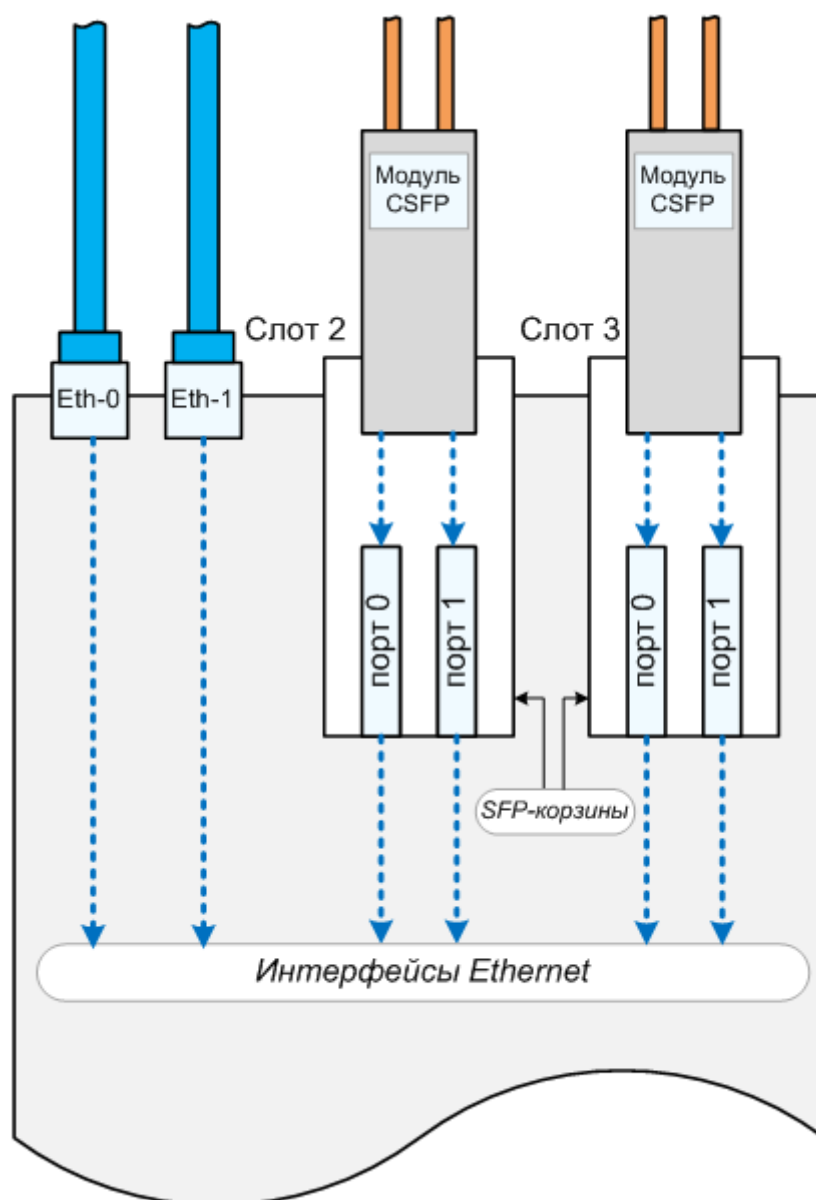 Модуль
CSFP
Модуль
CSFP
Слот 2
Слот 3
Eth-0
Eth-1
порт 0
порт 1
порт 0
порт 1
SFP-корзины
Интерфейсы Ethernet